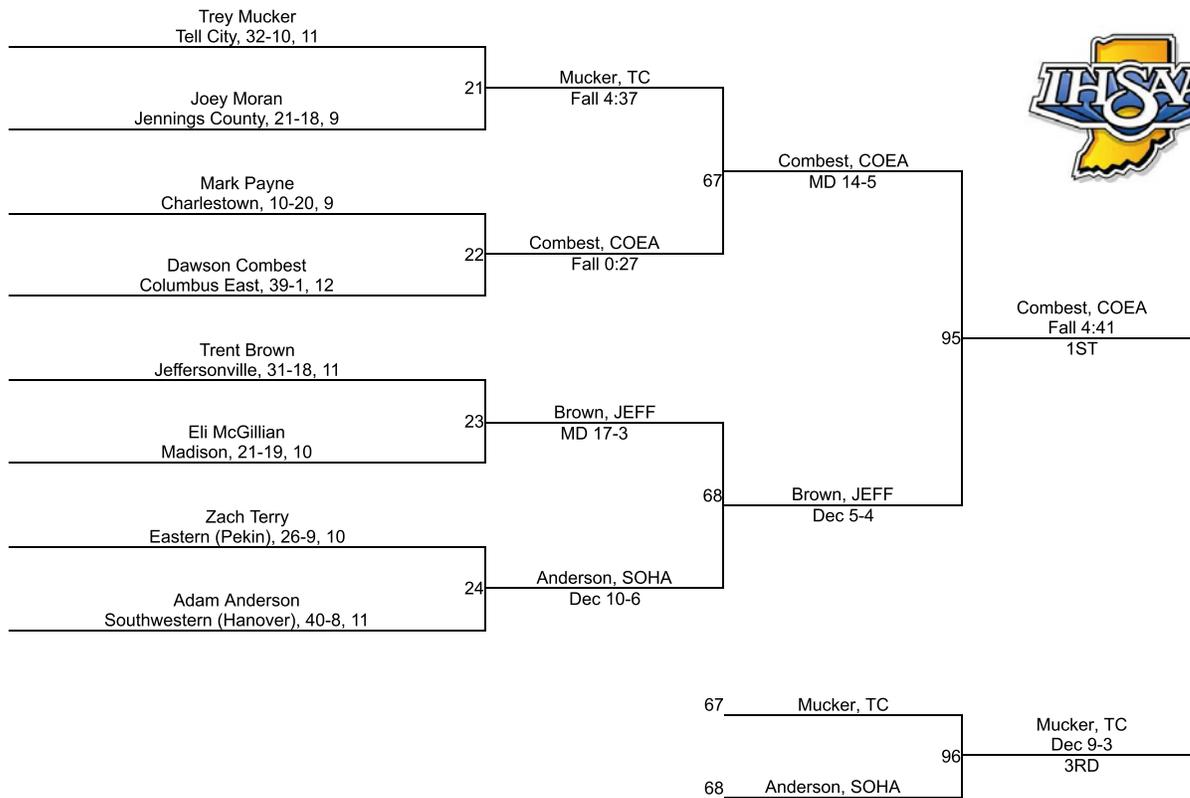 Trey Mucker
Tell City, 32-10, 11
Joey Moran
Jennings County, 21-18, 9
Mark Payne
Charlestown, 10-20, 9
Dawson Combest
Columbus East, 39-1, 12
Trent Brown
Jeffersonville, 31-18, 11
Eli McGillian
Madison, 21-19, 10
Zach Terry
Eastern (Pekin), 26-9, 10
Adam Anderson
Southwestern (Hanover), 40-8, 11
21
Mucker, TC
Fall 4:37
22
Combest, COEA
Fall 0:27
23
Brown, JEFF
MD 17-3
24
Anderson, SOHA
Dec 10-6
67
Combest, COEA
MD 14-5
68
Brown, JEFF
Dec 5-4
95
Combest, COEA
Fall 4:41
1ST
IHSAA
67
Mucker, TC
68
Anderson, SOHA
96
Mucker, TC
Dec 9-3
3RD